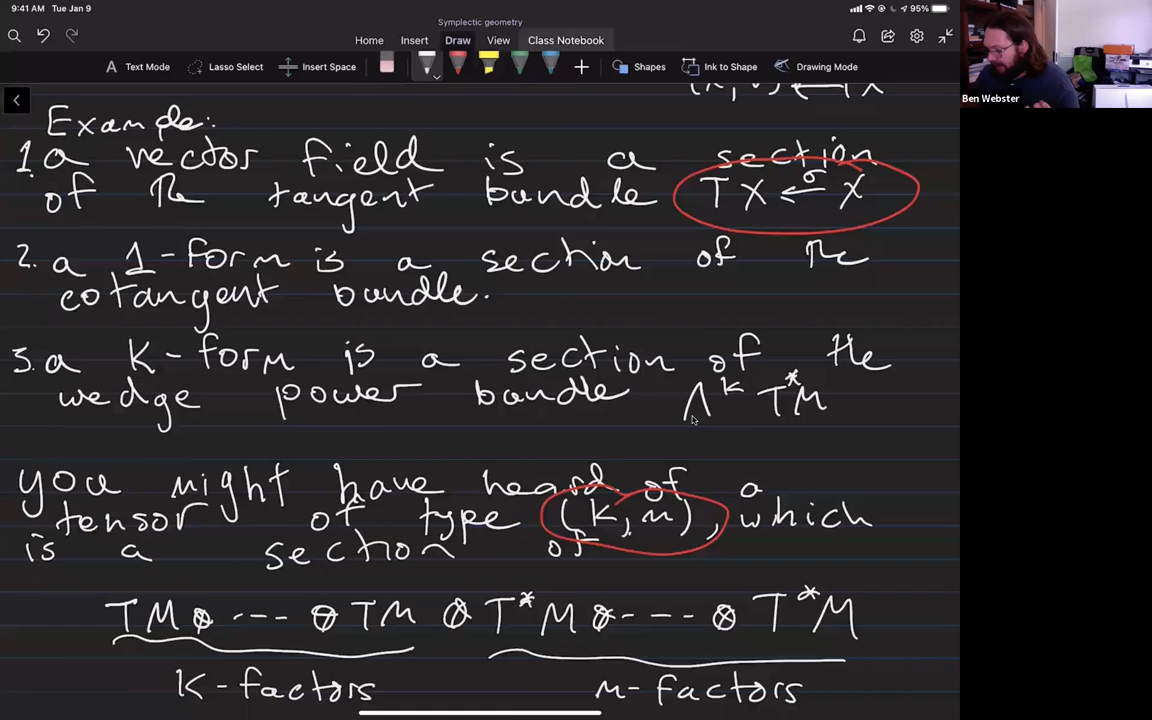 9:41 AM Tue Jan 9
95%
Symplectic geometry
Home Insert Draw View Class Notebook
Text Mode Lasso Select Insert Space Shapes Ink to Shape Drawing Mode
Ben Webster
Example:
1. a vector field is a section
of the tangent bundle TX ←σ X
2. a 1-form is a section of the
cotangent bundle.
3. a k-form is a section of the
wedge power bundle Λ^k T*M
you might have heard of a
tensor of type (k,m), which
is a section of
TM⊗---⊗TM ⊗ T*M⊗----⊗T*M
k-factors m-factors